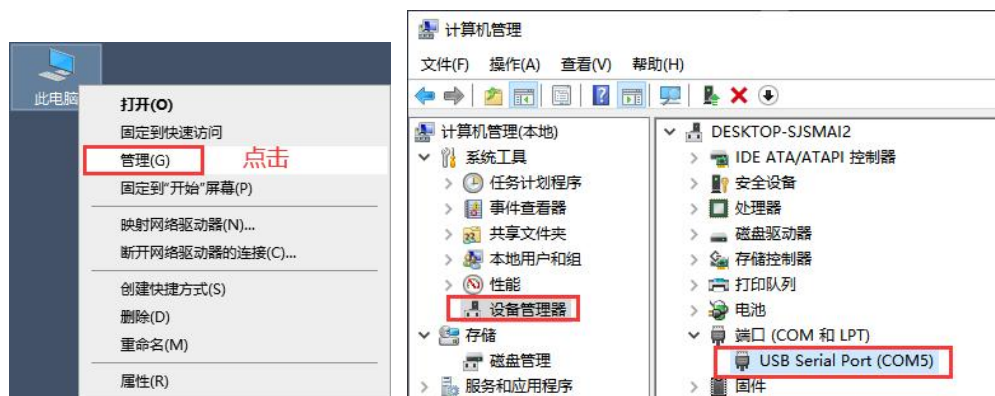 此电脑
打开(O)
固定到快速访问
管理(G)
点击
固定到"开始"屏幕(P)
映射网络驱动器(N)...
断开网络驱动器的连接(C)...
创建快捷方式(S)
删除(D)
重命名(M)
属性(R)
计算机管理
文件(F) 操作(A) 查看(V) 帮助(H)
计算机管理(本地)
系统工具
任务计划程序
事件查看器
共享文件夹
本地用户和组
性能
设备管理器
存储
磁盘管理
服务和应用程序
DESKTOP-SJSMAI2
IDE ATA/ATAPI 控制器
安全设备
处理器
磁盘驱动器
存储控制器
打印队列
电池
端口 (COM 和 LPT)
USB Serial Port (COM5)
固件